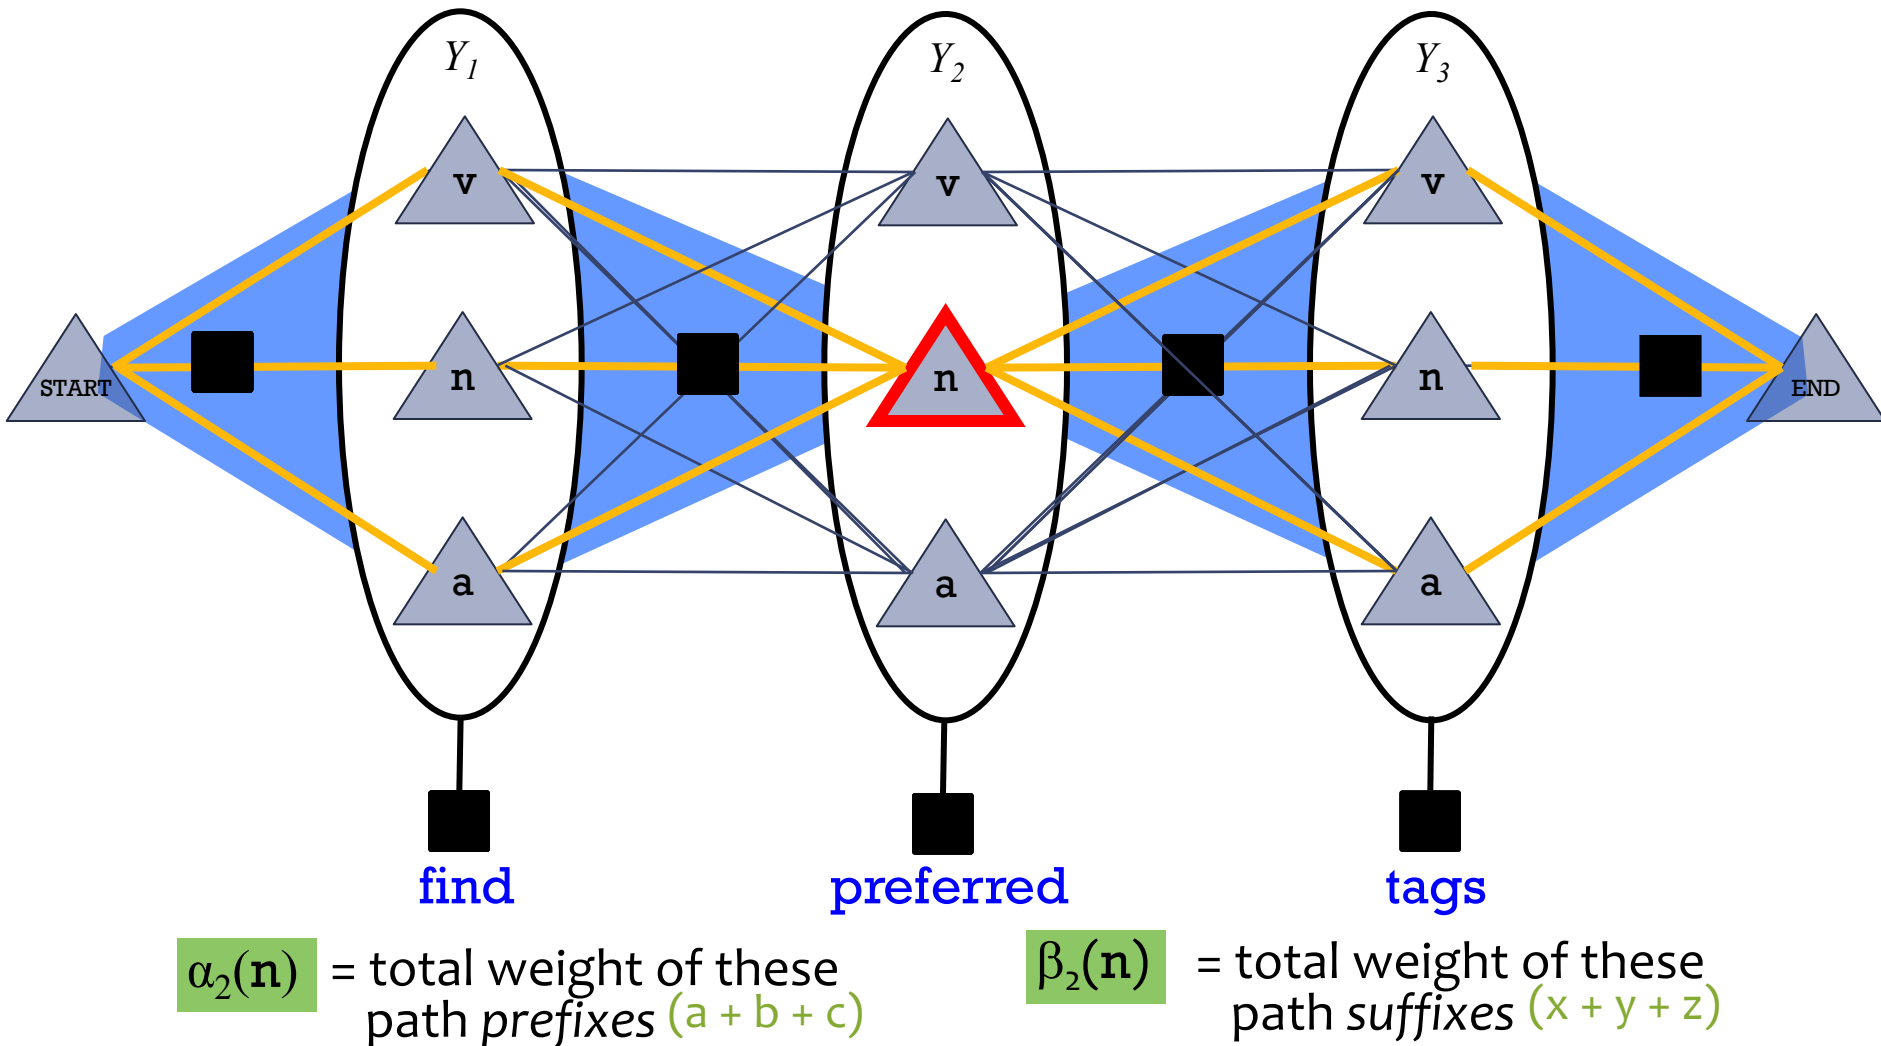 Y₁ Y₂ Y₃
v v v
START n n n END
a a a
find preferred tags
α₂(n) = total weight of these
path prefixes (a + b + c)
β₂(n) = total weight of these
path suffixes (x + y + z)